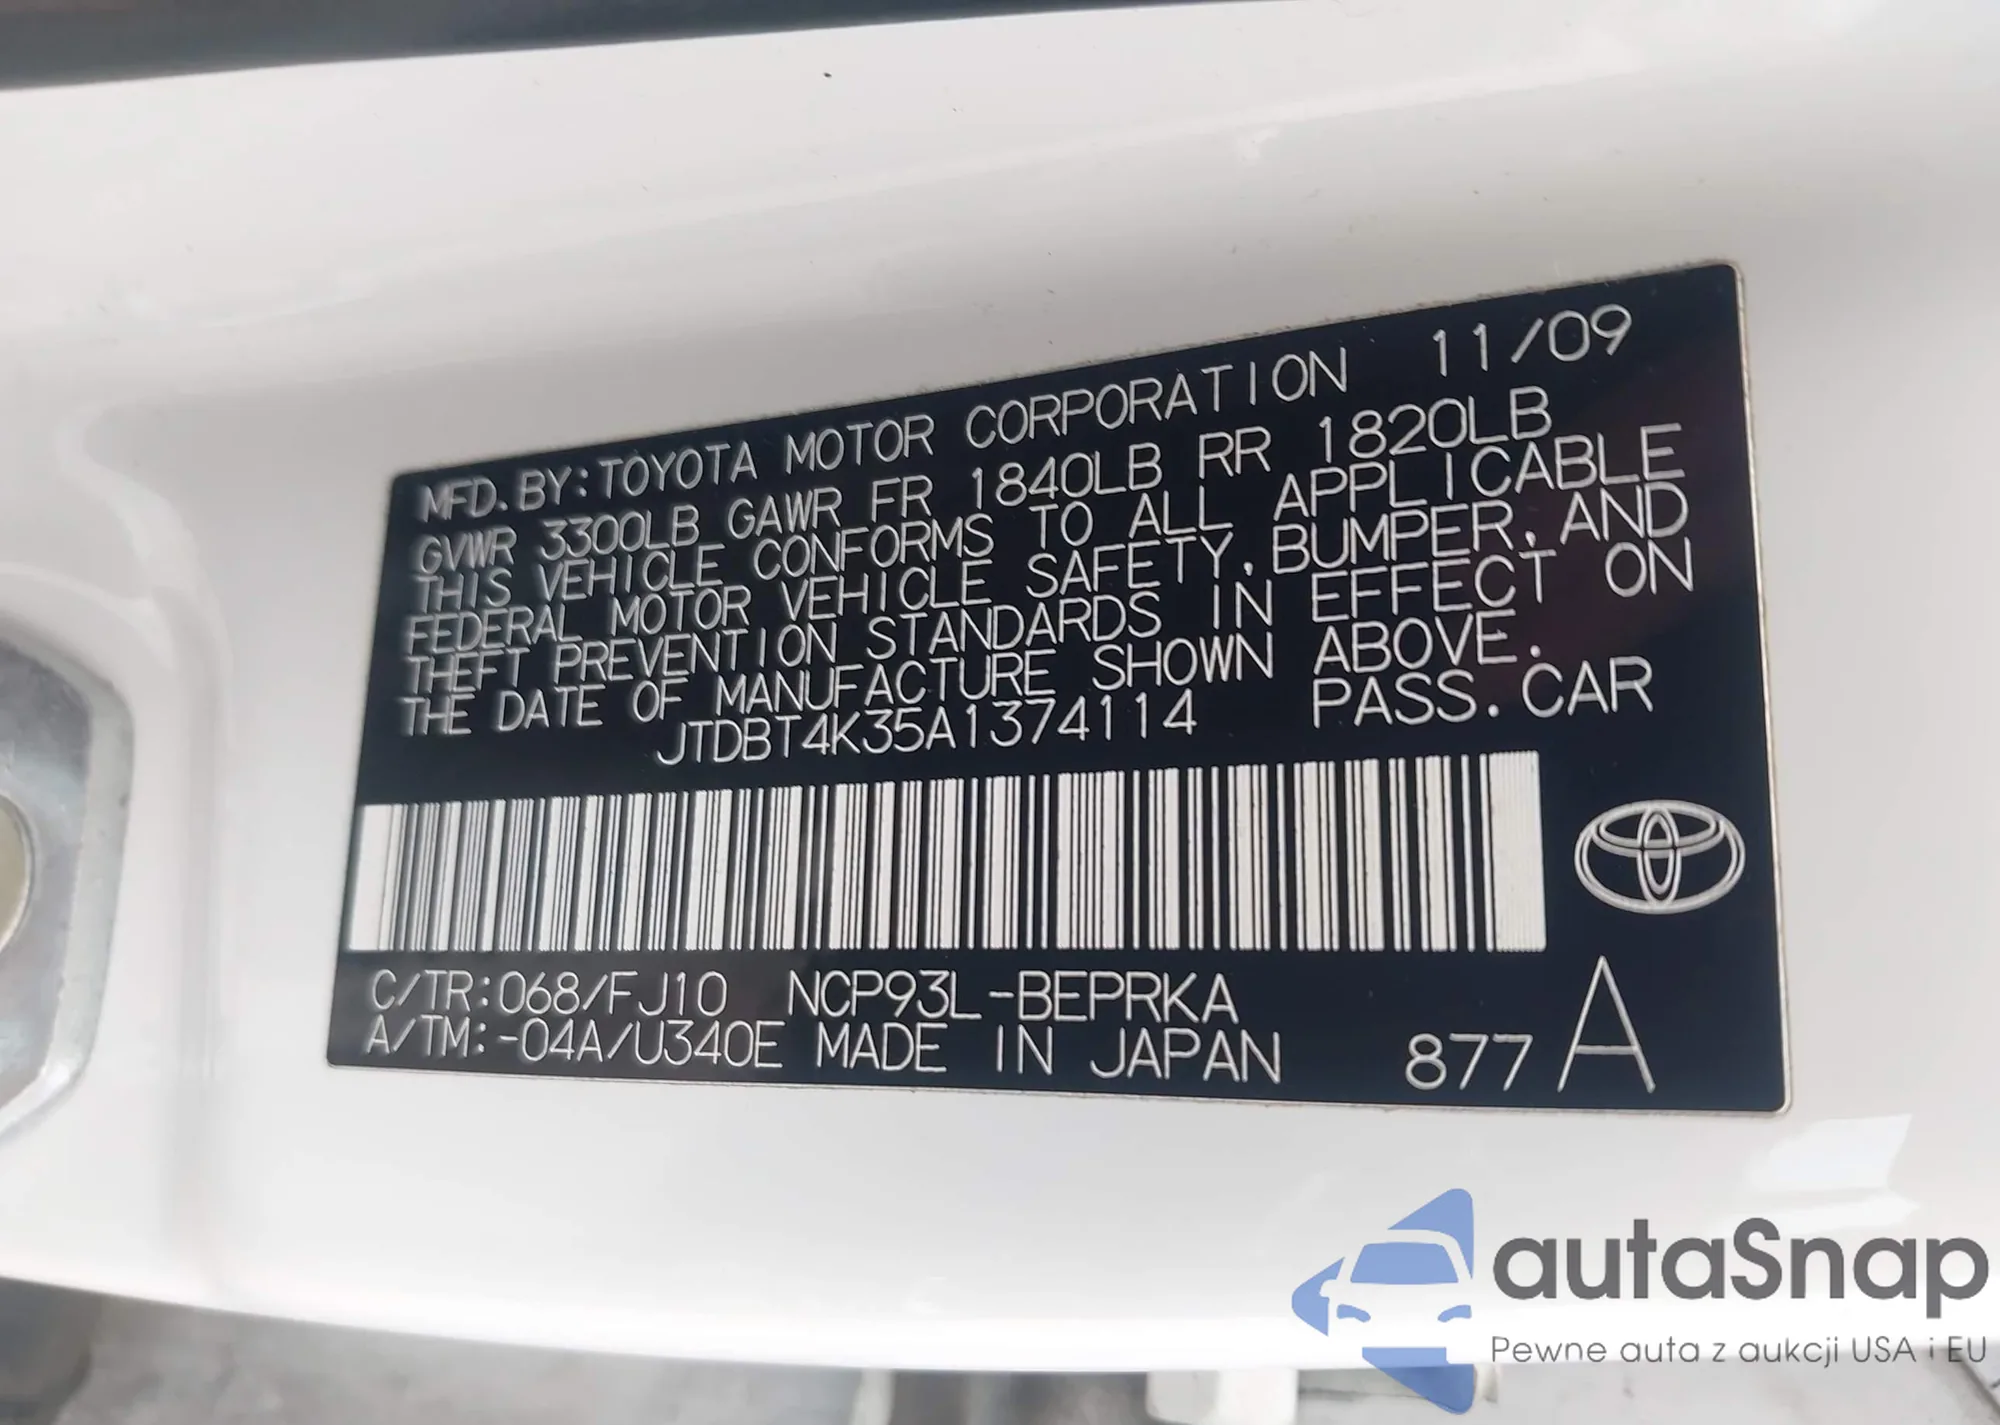 MFD. BY: TOYOTA MOTOR CORPORATION 11/09
GVWR 3300LB GAWR FR 1840LB RR 1820LB
THIS VEHICLE CONFORMS TO ALL APPLICABLE
FEDERAL MOTOR VEHICLE SAFETY, BUMPER, AND
THEFT PREVENTION STANDARDS IN EFFECT ON
THE DATE OF MANUFACTURE SHOWN ABOVE.
JTDBT4K35A1374114 PASS. CAR
C/TR:068/FJ10 NCP93L-BEPRKA
A/TM:-04A/U340E MADE IN JAPAN 877 A
autaSnap
Pewne auta z aukcji USA i EU